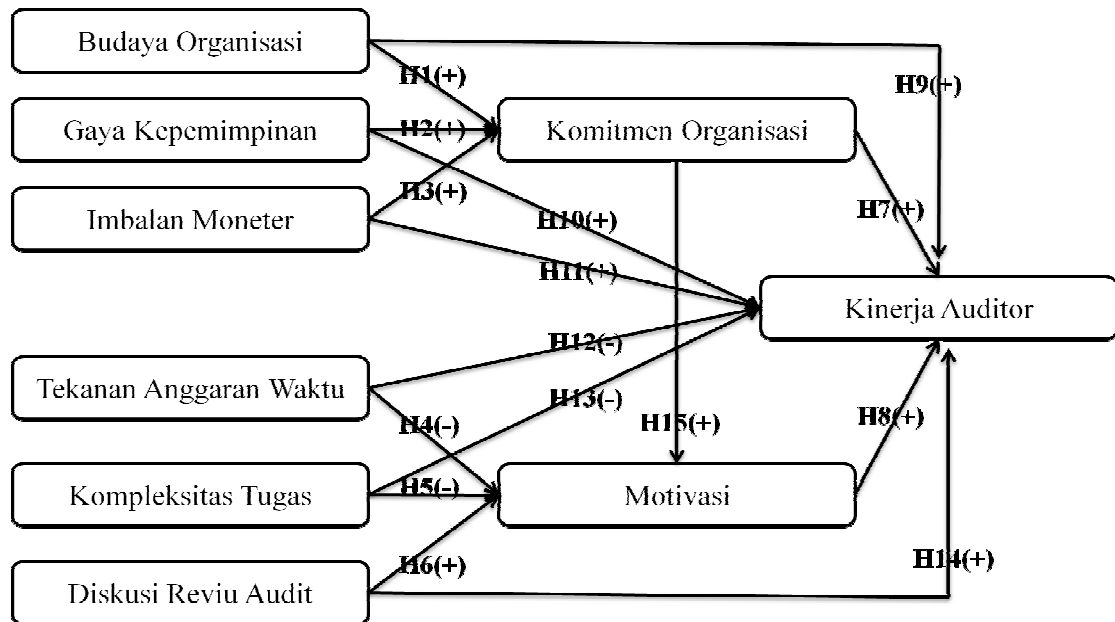 Budaya Organisasi
H1(+)
H9(+)
Gaya Kepemimpinan
H2(+)
Komitmen Organisasi
H3(+)
Imbalan Moneter
H10(+)
H7(+)
H11(+)
Kinerja Auditor
H12(-)
Tekanan Anggaran Waktu
H13(-)
H4(-)
H15(+)
H8(+)
Kompleksitas Tugas
H5(-)
Motivasi
H6(+)
H14(+)
Diskusi Reviu Audit